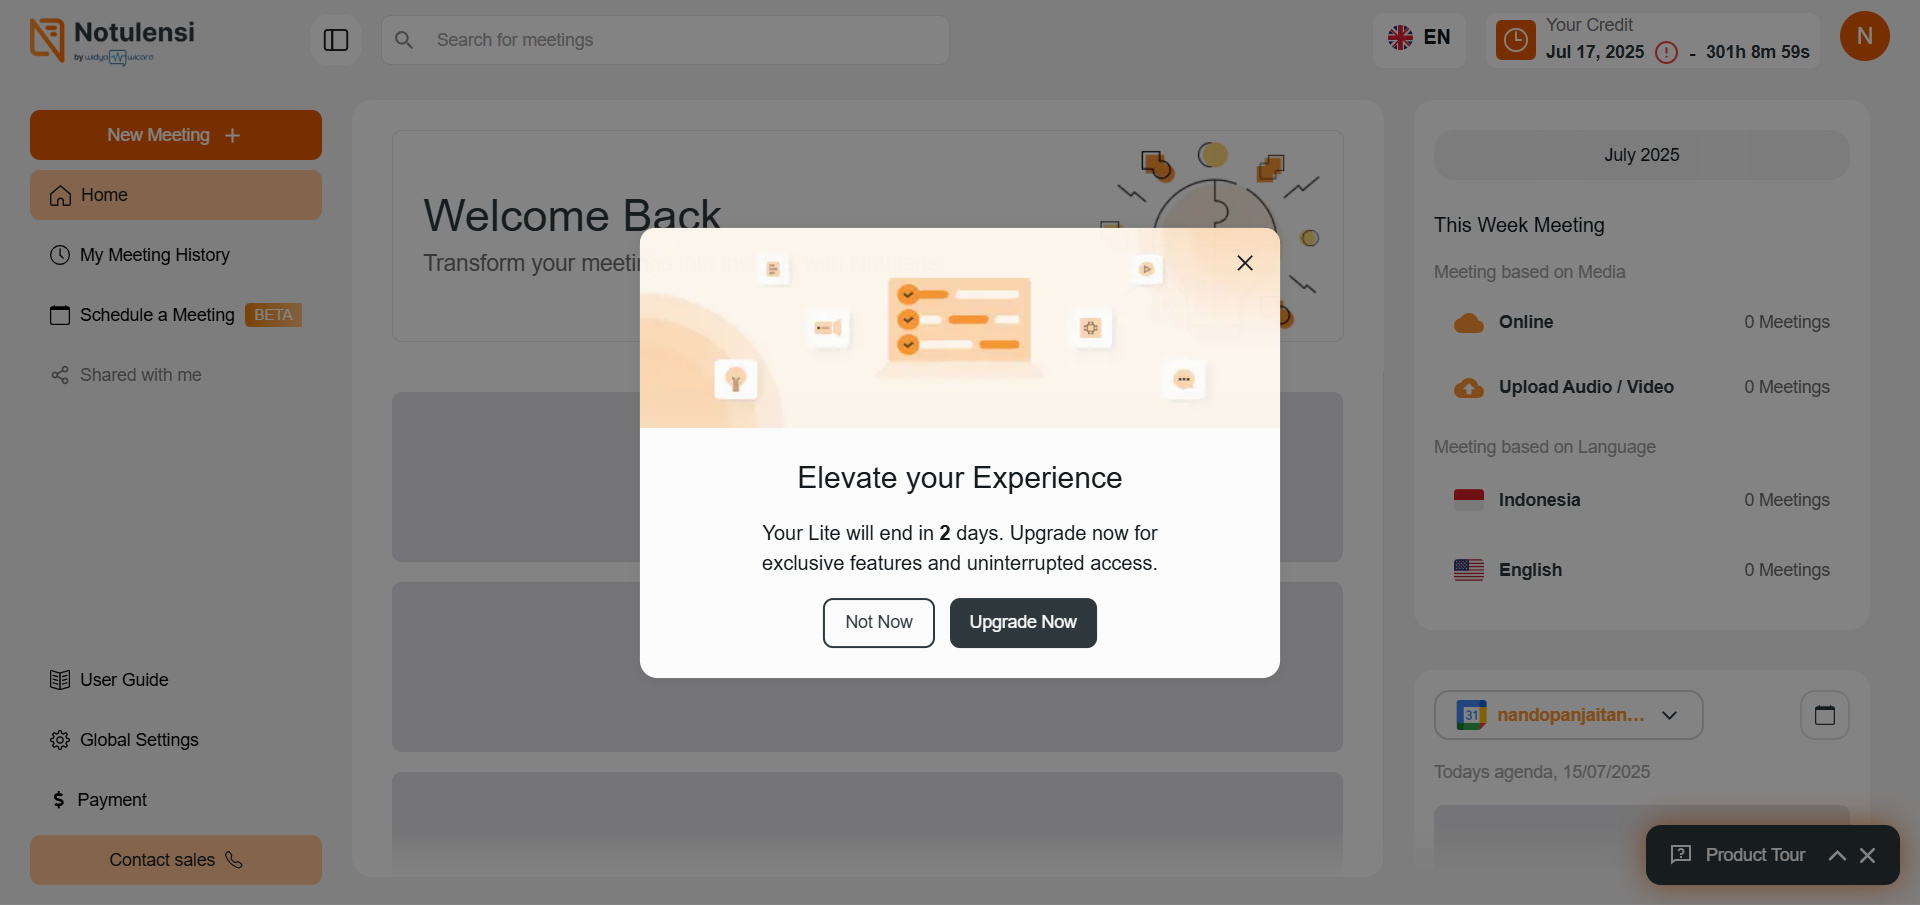 Notulensi
by widya wicara
Search for meetings
EN
Your Credit
Jul 17, 2025 - 301h 8m 59s
N
New Meeting
Home
My Meeting History
Schedule a Meeting BETA
Shared with me
User Guide
Global Settings
$ Payment
Contact sales
Welcome Back
Transform your meeti
Elevate your Experience
Your Lite will end in 2 days. Upgrade now for
exclusive features and uninterrupted access.
Not Now
Upgrade Now
July 2025
This Week Meeting
Meeting based on Media
Online 0 Meetings
Upload Audio / Video 0 Meetings
Meeting based on Language
Indonesia 0 Meetings
English 0 Meetings
31 nandopanjaitan...
Todays agenda, 15/07/2025
Product Tour